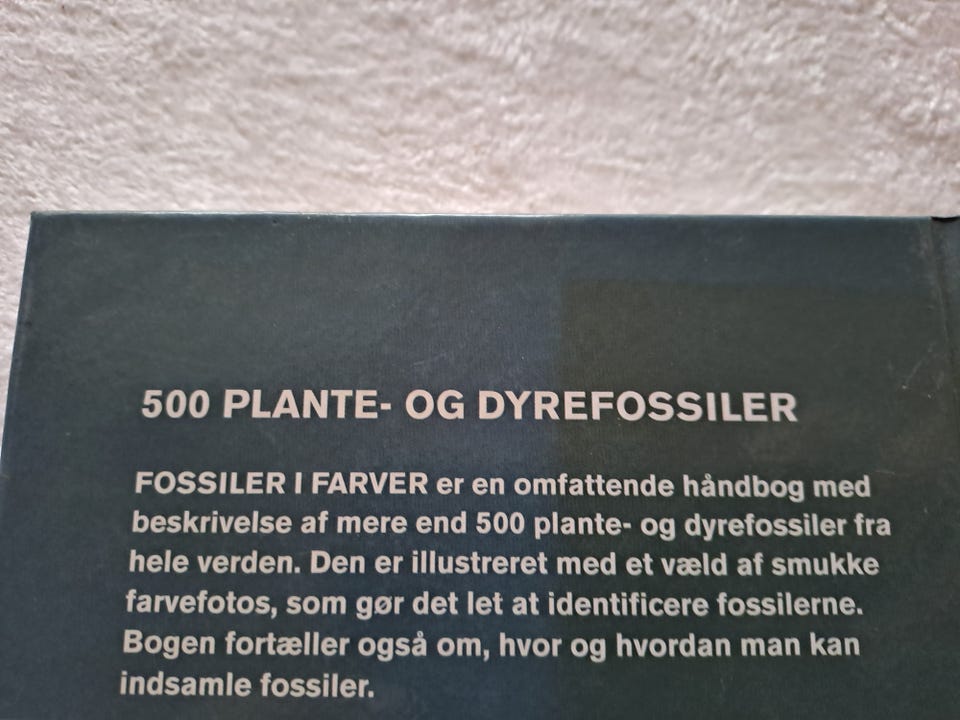 500 PLANTE- OG DYREFOSSILER
FOSSILER I FARVER er en omfattende håndbog med
beskrivelse af mere end 500 plante- og dyrefossiler fra
hele verden. Den er illustreret med et væld af smukke
farvefotos, som gør det let at identificere fossilerne.
Bogen fortæller også om, hvor og hvordan man kan
indsamle fossiler.